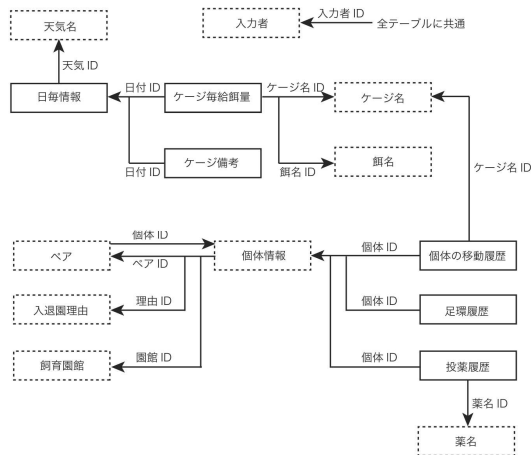 天気名
入力者
入力者 ID
全テーブルに共通
天気 ID
日毎情報
日付 ID
ケージ毎給餌量
ケージ名 ID
ケージ名
日付 ID
ケージ備考
餌名 ID
餌名
ケージ名 ID
ペア
個体 ID
ペア ID
個体情報
個体 ID
個体の移動履歴
入退園理由
理由 ID
個体 ID
足環履歴
飼育園館
園館 ID
個体 ID
投薬履歴
薬名 ID
薬名